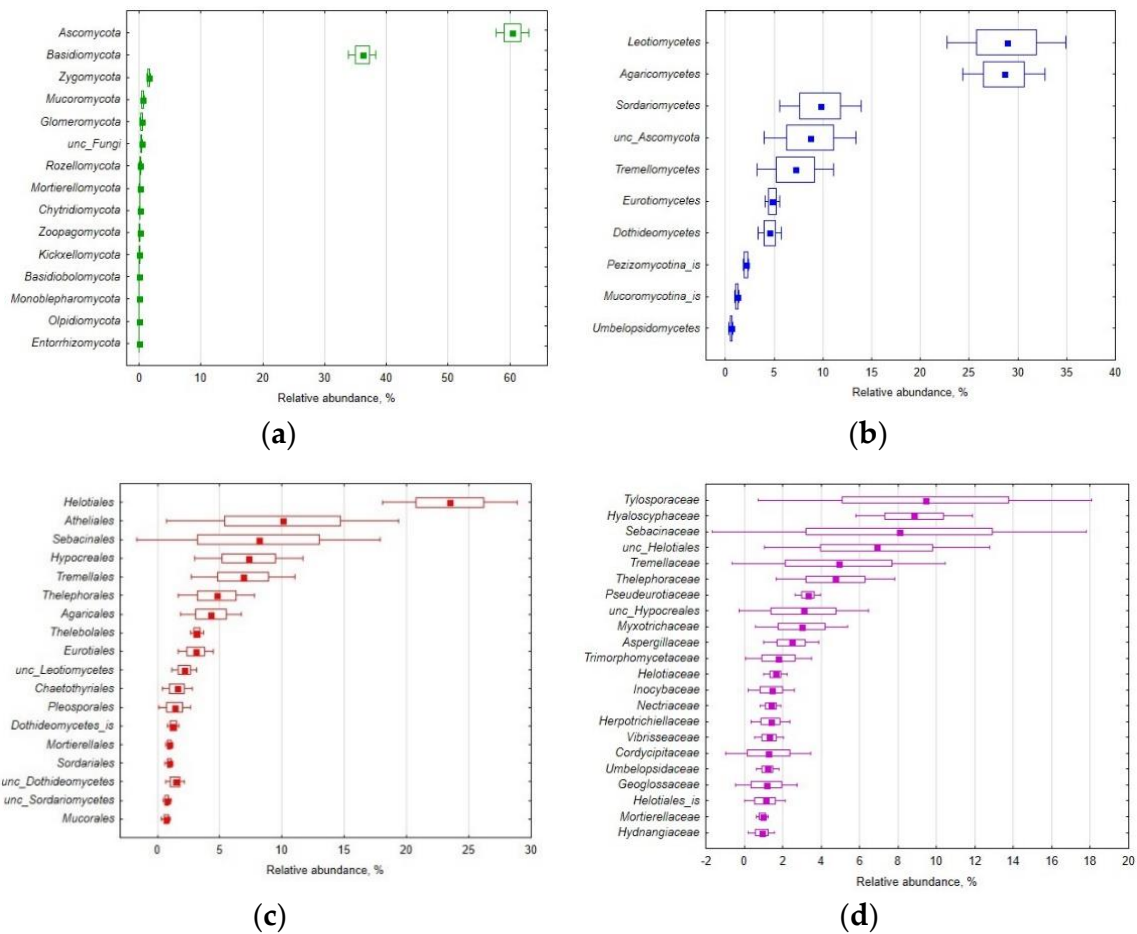 Ascomycota
Basidiomycota
Zygomycota
Mucoromycota
Glomeromycota
unc_Fungi
Rozellomycota
Mortierellomycota
Chytridiomycota
Zoopagomycota
Kickxellomycota
Basidiobolomycota
Monoblepharomycota
Olpidiomycota
Entorrhizomycota
0 10 20 30 40 50 60
Relative abundance, %
(a)
Leotiomycetes
Agaricomycetes
Sordariomycetes
unc_Ascomycota
Tremellomycetes
Eurotiomycetes
Dothideomycetes
Pezizomycotina_is
Mucoromycotina_is
Umbelopsidomycetes
0 5 10 15 20 25 30 35 40
Relative abundance, %
(b)
Helotiales
Atheliales
Sebacinales
Hypocreales
Tremellales
Thelephorales
Agaricales
Thelebolales
Eurotiales
unc_Leotiomycetes
Chaetothyriales
Pleosporales
Dothideomycetes_is
Mortierellales
Sordariales
unc_Dothideomycetes
unc_Sordariomycetes
Mucorales
0 5 10 15 20 25 30
Relative abundance, %
(c)
Tylosporaceae
Hyaloscyphaceae
Sebacinaceae
unc_Helotiales
Tremellaceae
Thelephoraceae
Pseudeurotiaceae
unc_Hypocreales
Myxotrichaceae
Aspergillaceae
Trimorphomycetaceae
Helotiaceae
Inocybaceae
Nectriaceae
Herpotrichiellaceae
Vibrisseaceae
Cordycipitaceae
Umbelopsidaceae
Geoglossaceae
Helotiales_is
Mortierellaceae
Hydnangiaceae
-2 0 2 4 6 8 10 12 14 16 18 20
Relative abundance, %
(d)